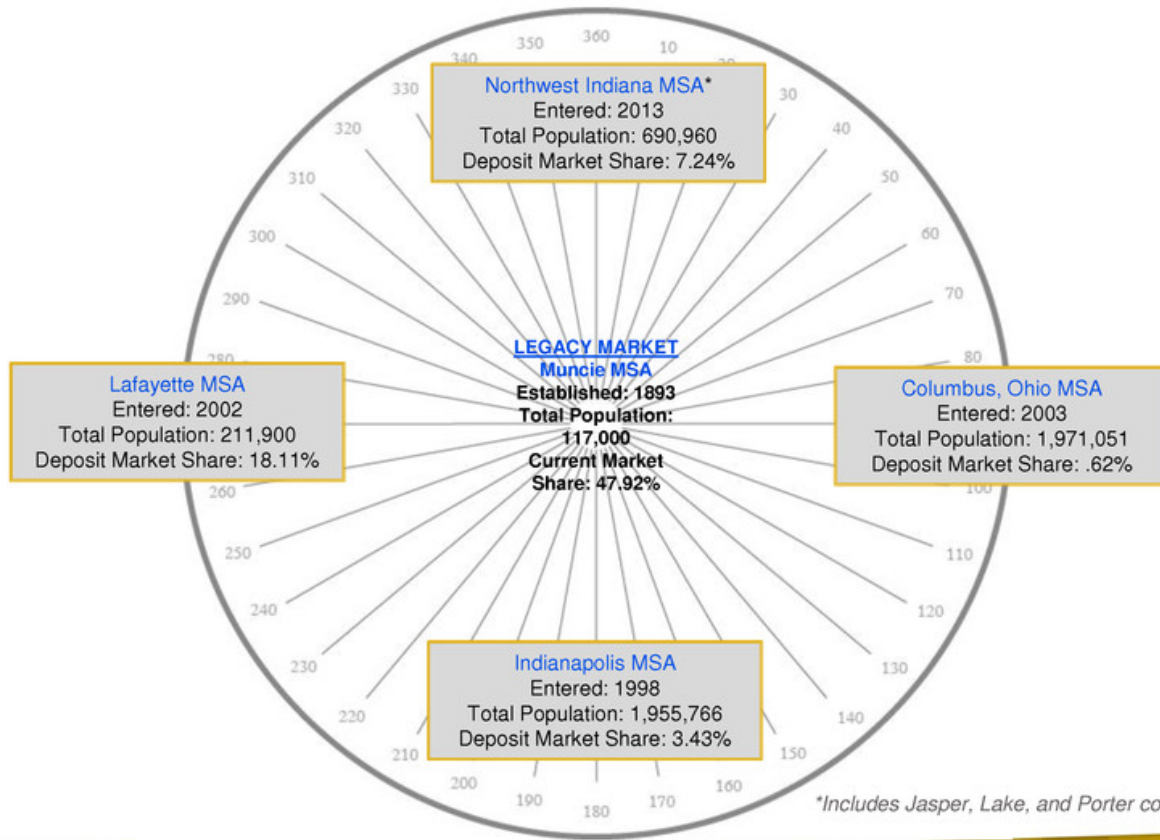 350
360
10
340
330
30
320
40
310
50
300
60
290
70
280
80
Northwest Indiana MSA*
Entered: 2013
Total Population: 690,960
Deposit Market Share: 7.24%
LEGACY MARKET
Muncie MSA
Established: 1893
Total Population:
117,000
Current Market
Share: 47.92%
Lafayette MSA
Entered: 2002
Total Population: 211,900
Deposit Market Share: 18.11%
Columbus, Ohio MSA
Entered: 2003
Total Population: 1,971,051
Deposit Market Share: .62%
260
100
250
110
240
120
230
130
220
140
210
150
200
160
190
170
180
Indianapolis MSA
Entered: 1998
Total Population: 1,955,766
Deposit Market Share: 3.43%
*Includes Jasper, Lake, and Porter co